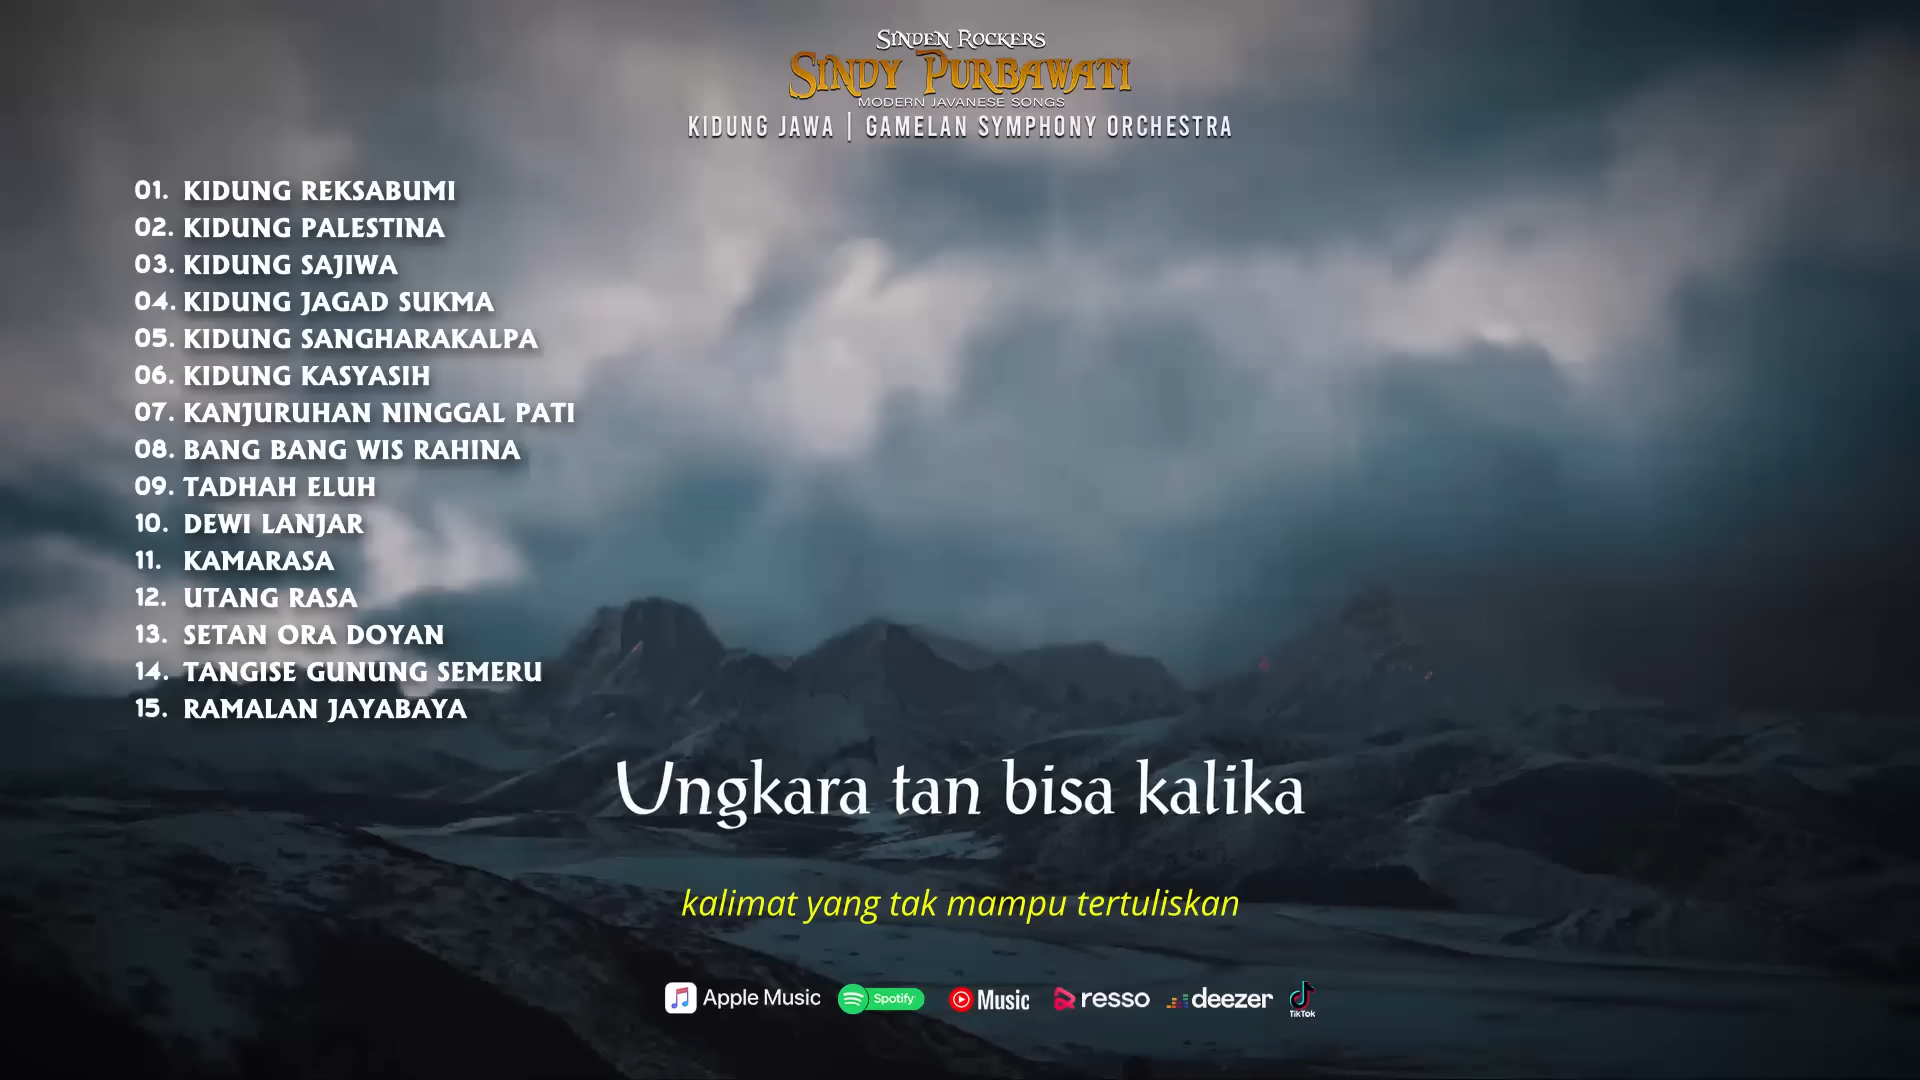 SINDEN ROCKERS
SINDY PURBAWATI
MODERN JAVANESE SONGS
KIDUNG JAWA | GAMELAN SYMPHONY ORCHESTRA
01. KIDUNG REKSABUMI
02. KIDUNG PALESTINA
03. KIDUNG SAJIWA
04. KIDUNG JAGAD SUKMA
05. KIDUNG SANGHARAKALPA
06. KIDUNG KASYASIH
07. KANJURUHAN NINGGAL PATI
08. BANG BANG WIS RAHINA
09. TADHAH ELUH
10. DEWI LANJAR
11. KAMARASA
12. UTANG RASA
13. SETAN ORA DOYAN
14. TANGISE GUNUNG SEMERU
15. RAMALAN JAYABAYA
Ungkara tan bisa kalika
kalimat yang tak mampu tertuliskan
Apple Music Spotify Music resso deezer TikTok